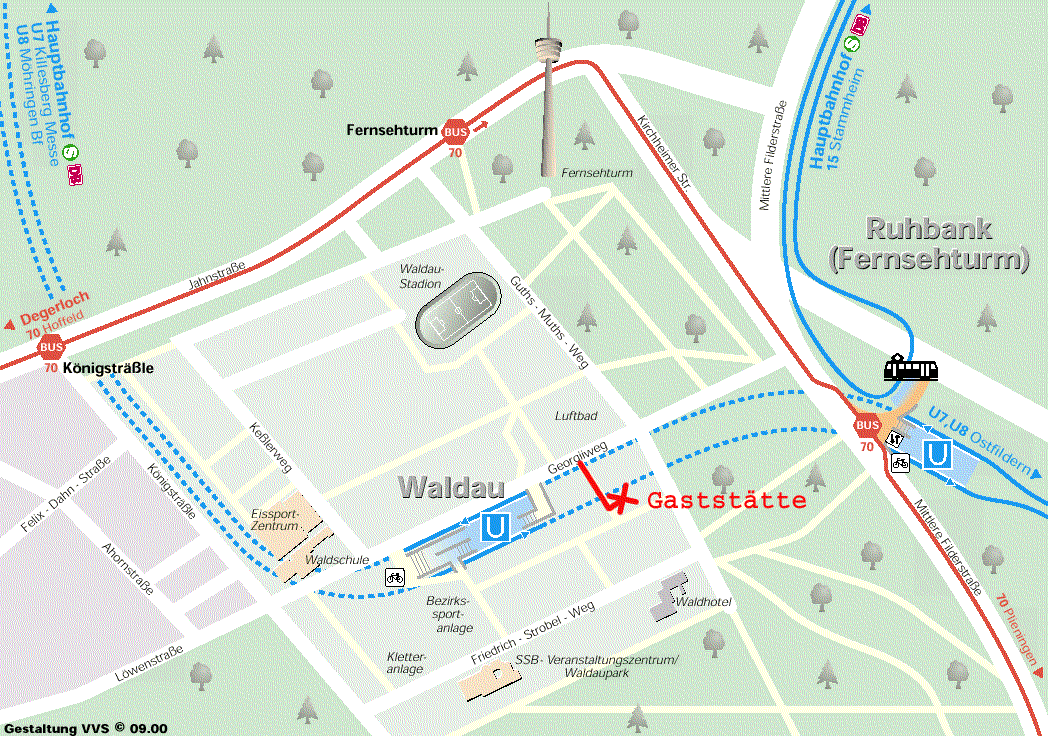 Hauptbahnhof S DB
U7 Killesberg Messe
U8 Möhringen Bf
Fernsehturm
BUS
70
Fernsehturm
Kirchheimer Str.
Mittlere Filderstraße
Hauptbahnhof S DB
15 Stammheim
Ruhbank
(Fernsehturm)
Jahnstraße
Waldau-
Stadion
Guths - Muths - Weg
Degerloch
70 Hoffeld
BUS
70
Königsträßle
Luftbad
Georgiiweg
BUS
70
U7,U8 Ostfildern
U
Keßlerweg
Königsträßle
Felix - Dahn - Straße
Ahornstraße
Waldau
U
Gaststätte
Eissport-
Zentrum
Waldschule
Mittlere Filderstraße
70 Plieningen
Bezirks-
sport-
anlage
Waldhotel
Friedrich - Strobel - Weg
Kletter-
anlage
SSB - Veranstaltungszentrum/
Waldaupark
Löwenstraße
Gestaltung VVS © 09.00